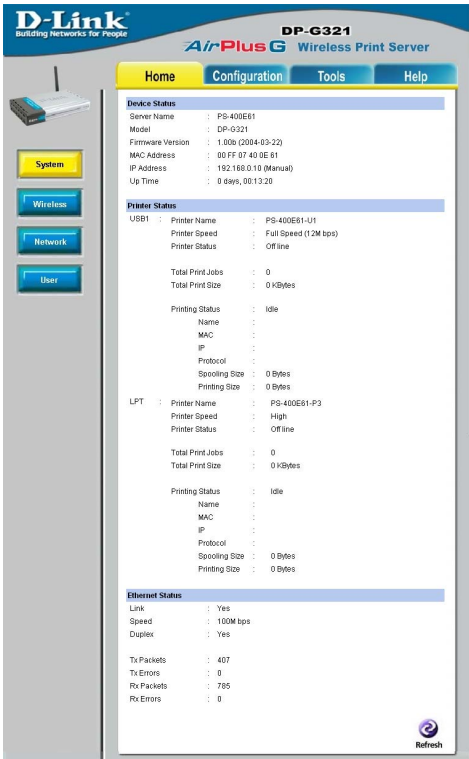 D-Link
Building Networks for People
DP-G321
AirPlus G Wireless Print Server
Home Configuration Tools Help
System
Wireless
Network
User
Device Status
Server Name : PS-400E61
Model : DP-G321
Firmware Version : 1.00b (2004-03-22)
MAC Address : 00 FF 07 40 0E 61
IP Address : 192.168.0.10 (Manual)
Up Time : 0 days, 00:13:20
Printer Status
USB1 : Printer Name : PS-400E61-U1
Printer Speed : Full Speed (12M bps)
Printer Status : Off line
Total Print Jobs : 0
Total Print Size : 0 KBytes
Printing Status : Idle
Name :
MAC :
IP :
Protocol :
Spooling Size : 0 Bytes
Printing Size : 0 Bytes
LPT : Printer Name : PS-400E61-P3
Printer Speed : High
Printer Status : Off line
Total Print Jobs : 0
Total Print Size : 0 KBytes
Printing Status : Idle
Name :
MAC :
IP :
Protocol :
Spooling Size : 0 Bytes
Printing Size : 0 Bytes
Ethernet Status
Link : Yes
Speed : 100M bps
Duplex : Yes
Tx Packets : 407
Tx Errors : 0
Rx Packets : 785
Rx Errors : 0
Refresh